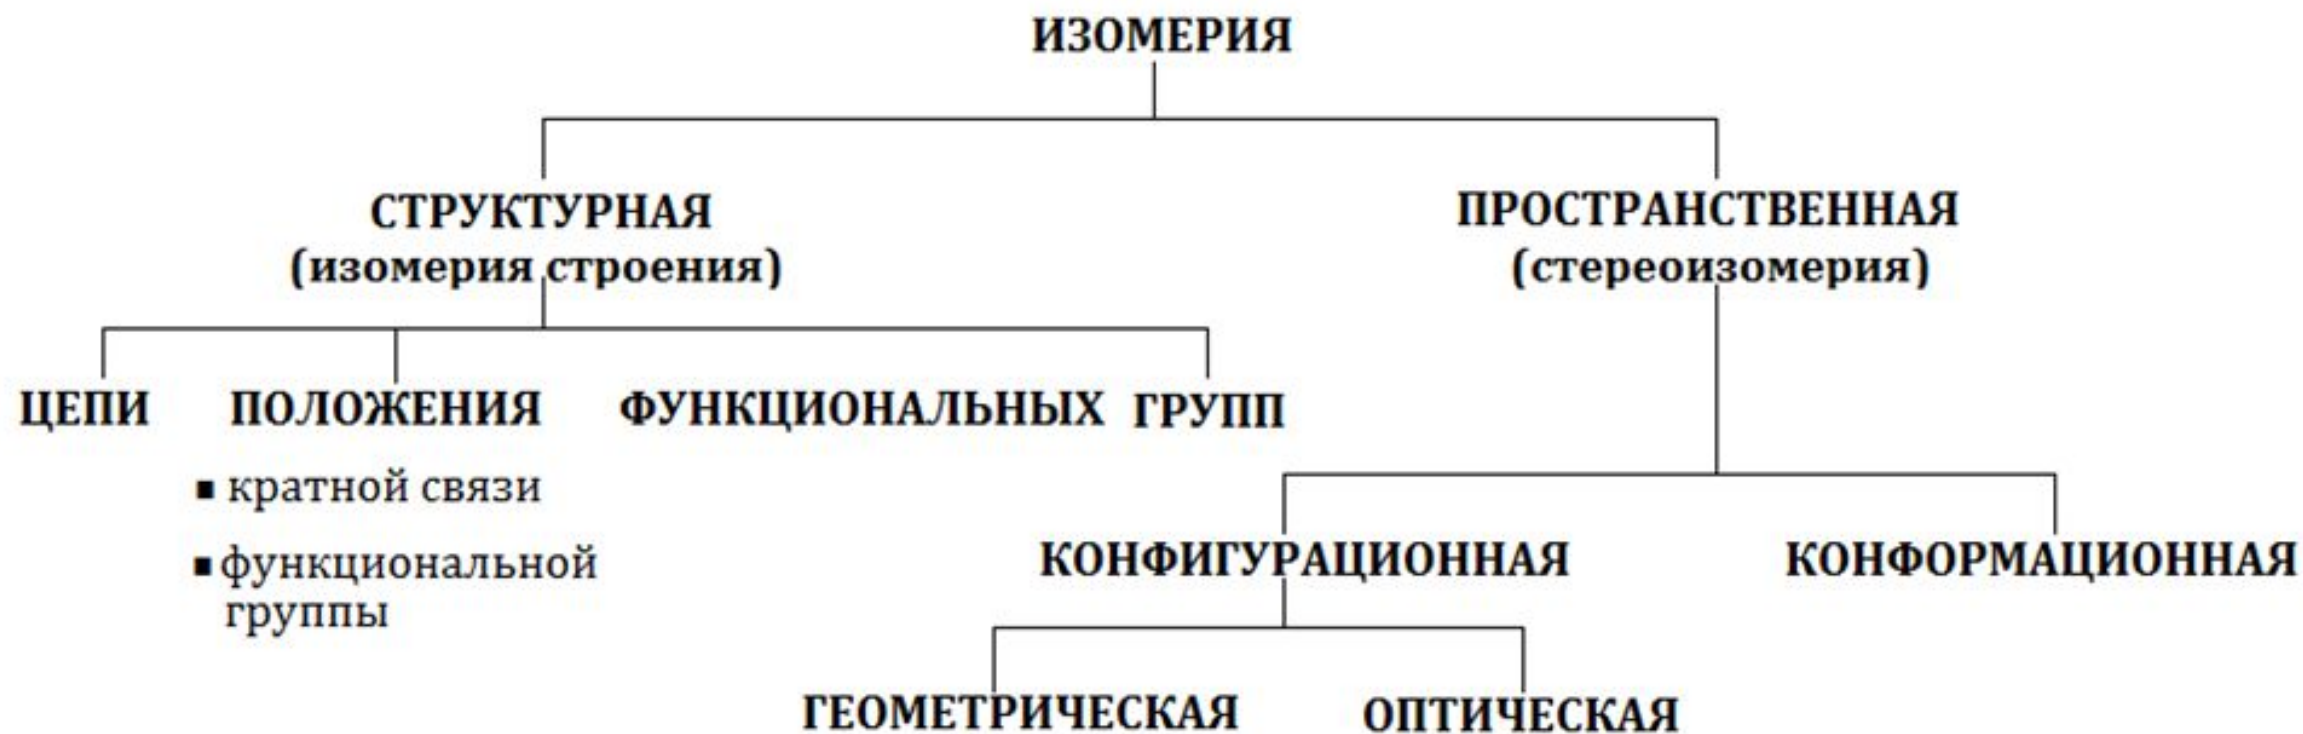 ИЗОМЕРИЯ
СТРУКТУРНАЯ
(изомерия строения)
ПРОСТРАНСТВЕННАЯ
(стереоизомерия)
ЦЕПИ
ПОЛОЖЕНИЯ
ФУНКЦИОНАЛЬНЫХ ГРУПП
▪ кратной связи
▪ функциональной
группы
КОНФИГУРАЦИОННАЯ
КОНФОРМАЦИОННАЯ
ГЕОМЕТРИЧЕСКАЯ
ОПТИЧЕСКАЯ